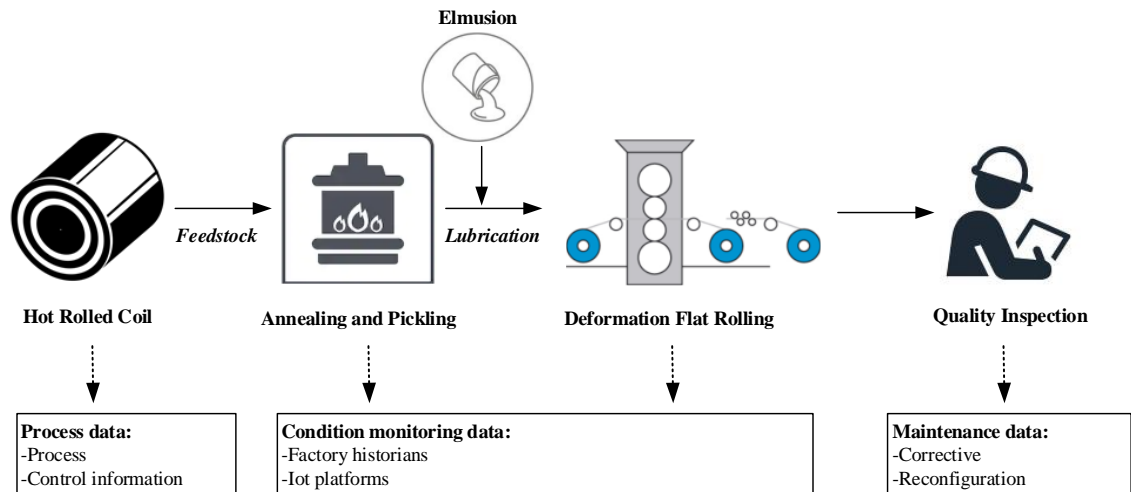 Elmusion
Feedstock
Lubrication
Hot Rolled Coil
Annealing and Pickling
Deformation Flat Rolling
Quality Inspection
Process data:
-Process
-Control information
Condition monitoring data:
-Factory historians
-Iot platforms
Maintenance data:
-Corrective
-Reconfiguration